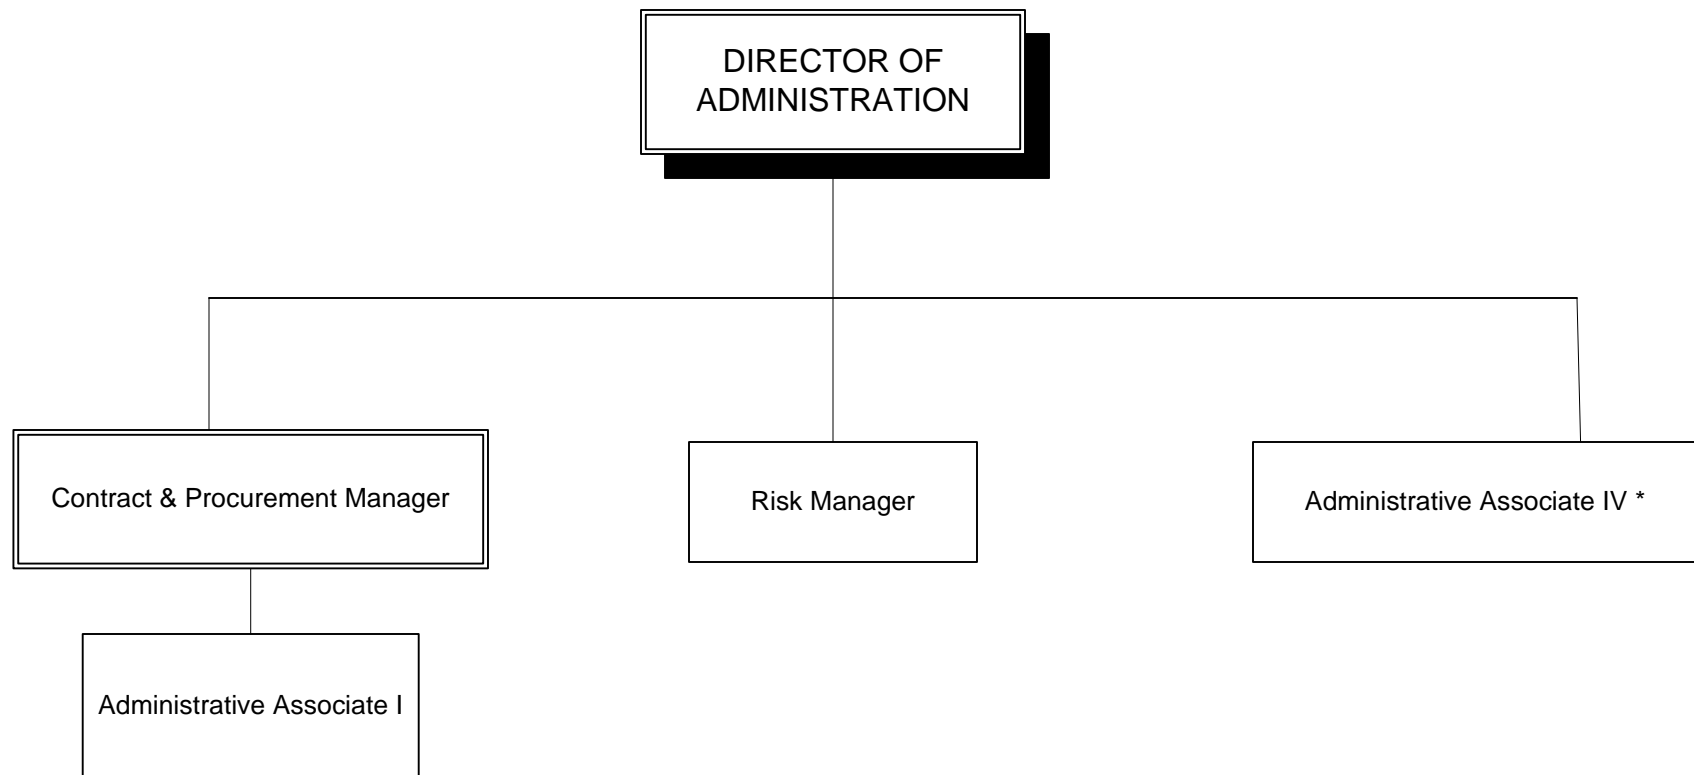 DIRECTOR OF
ADMINISTRATION
Contract & Procurement Manager
Risk Manager
Administrative Associate IV *
Administrative Associate I